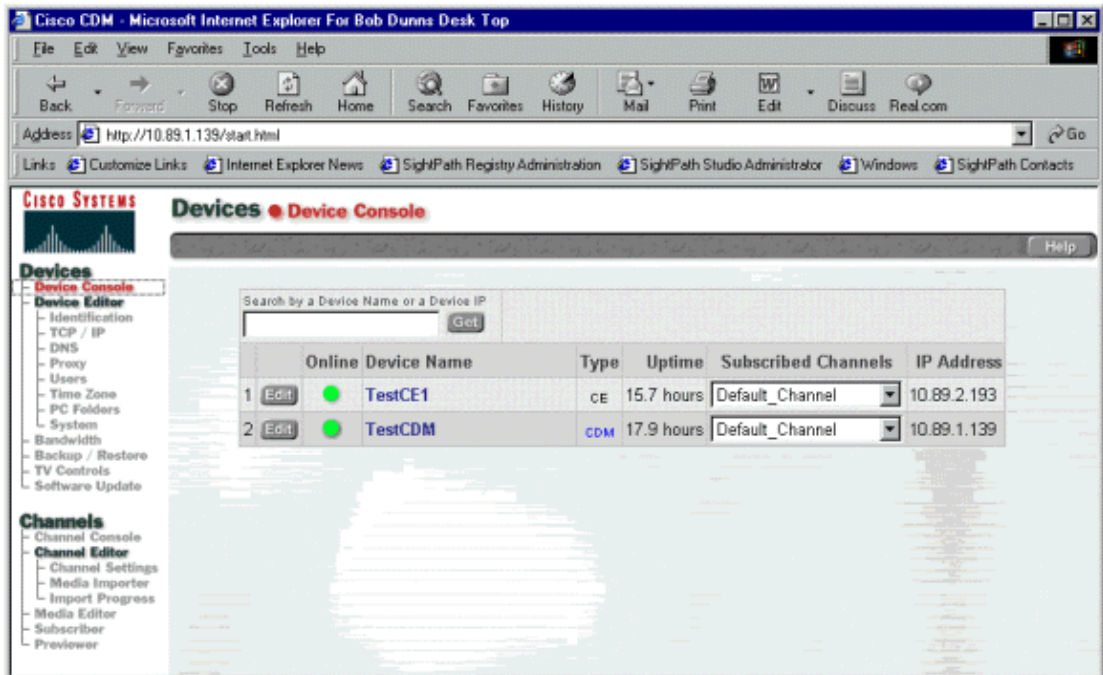 Cisco CDM - Microsoft Internet Explorer For Bob Dunns Desk Top
File Edit View Favorites Tools Help
Back Forward Stop Refresh Home Search Favorites History Mail Print Edit Discuss Real.com
Address http://10.89.1.139/start.html Go
Links Customize Links Internet Explorer News SightPath Registry Administration SightPath Studio Administrator Windows SightPath Contacts
CISCO SYSTEMS
Devices Device Console
Help
Devices
Device Console
Device Editor
Identification
TCP / IP
DNS
Proxy
Users
Time Zone
PC Folders
System
Bandwidth
Backup / Restore
TV Controls
Software Update
Channels
Channel Console
Channel Editor
Channel Settings
Media Importer
Import Progress
Media Editor
Subscriber
Previewer
Search by a Device Name or a Device IP
Get
Online Device Name Type Uptime Subscribed Channels IP Address
1 Edit TestCE1 CE 15.7 hours Default_Channel 10.89.2.193
2 Edit TestCDM CDM 17.9 hours Default_Channel 10.89.1.139